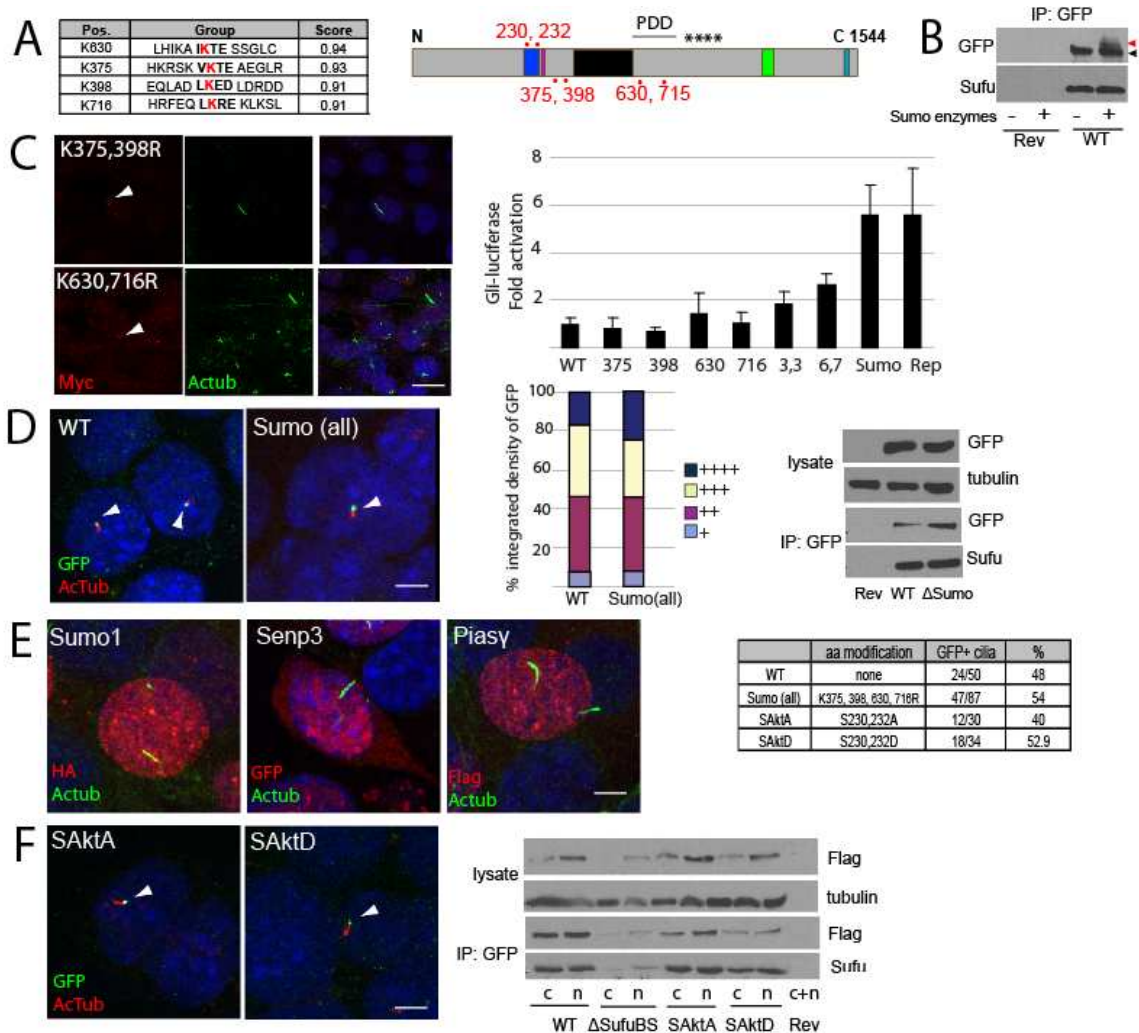 A
Pos. Group Score
K630 LHIKA IKTE SSGLC 0.94
K375 HKRSK VKTE AEGLR 0.93
K398 EQLAD LKED LDRDD 0.91
K716 HRFEQ LKRE KLKSL 0.91
230, 232
PDD
****
N
C 1544
375, 398
630, 715
B
IP: GFP
GFP
Sufu
Sumo enzymes - + - +
Rev WT
C
K375,398R
K630,716R
Myc
Actub
Gli-luciferase
Fold activation
8
6
4
2
WT 375 398 630 716 3,3 6,7 Sumo Rep
D
WT
Sumo (all)
GFP
AcTub
% integrated density of GFP
100
80
60
40
20
WT Sumo(all)
++++
+++
++
+
lysate
GFP
tubulin
IP: GFP
GFP
Sufu
Rev WT ΔSumo
E
Sumo1
Senp3
Piasγ
HA
Actub
GFP
Actub
Flag
Actub
aa modification GFP+ cilia %
WT none 24/50 48
Sumo (all) K375, 398, 630, 716R 47/87 54
SAktA S230,232A 12/30 40
SAktD S230,232D 18/34 52.9
F
SAktA
SAktD
GFP
AcTub
lysate
Flag
tubulin
IP: GFP
Flag
Sufu
c n c n c n c n c+n
WT ΔSufuBS SAktA SAktD Rev